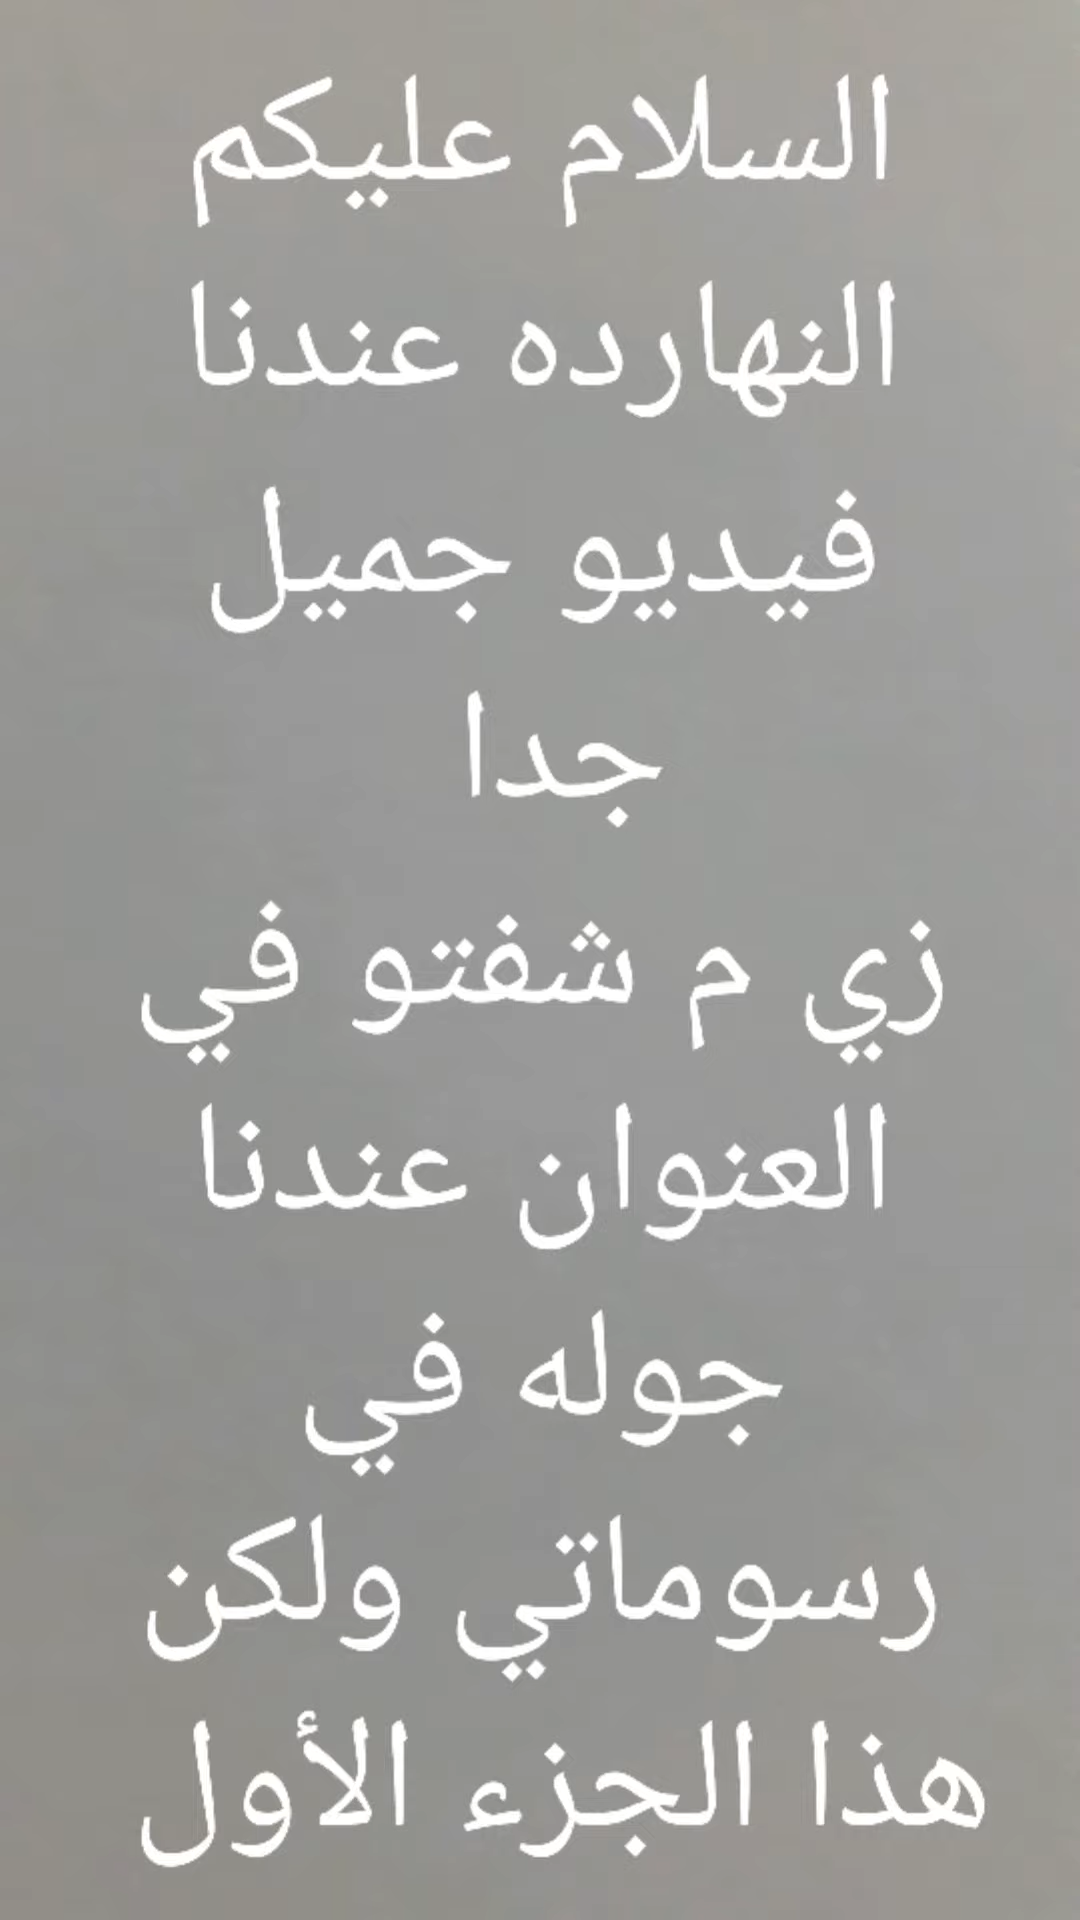 السلام عليكم
النهارده عندنا
فيديو جميل
جدا
زي م شفتو في
العنوان عندنا
جوله في
رسوماتي ولكن
هذا الجزء الأول